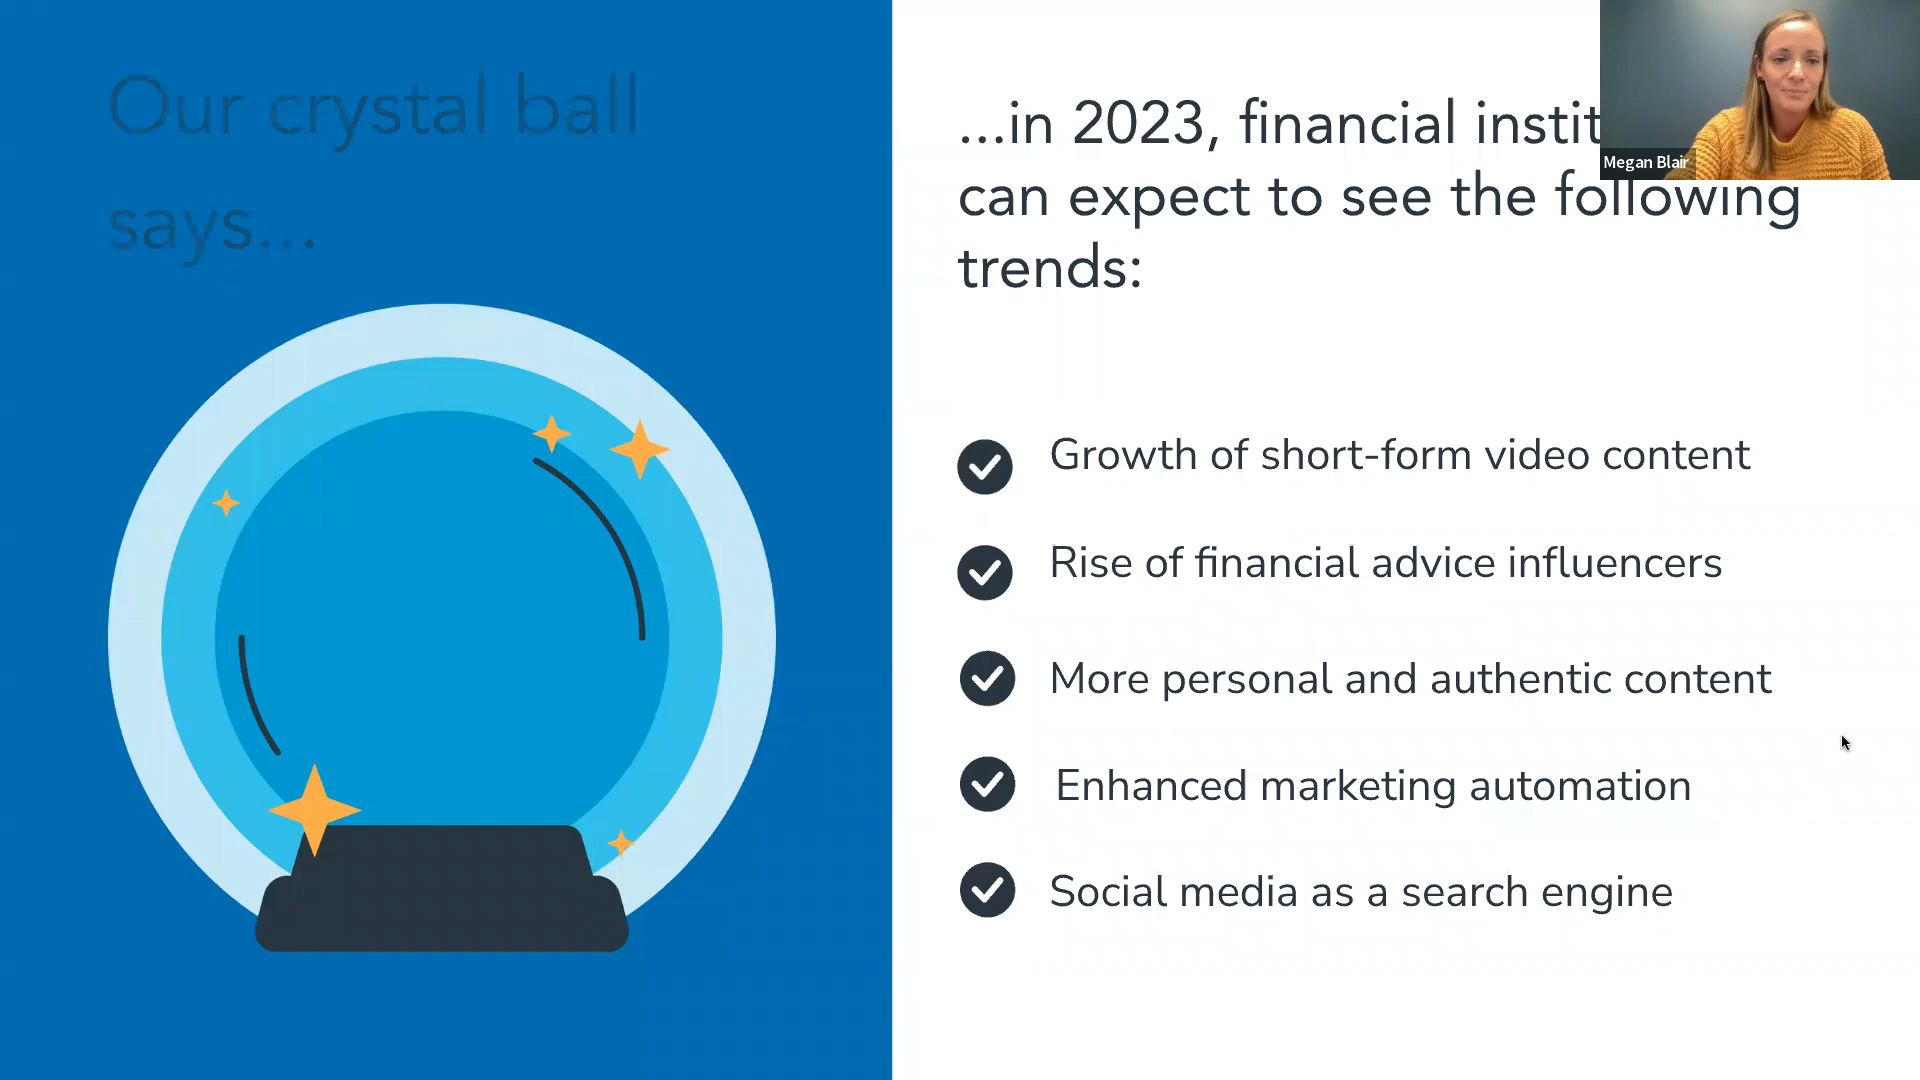 Our crystal ball
says...
...in 2023, financial instit
can expect to see the following
trends:
Megan Blair
Growth of short-form video content
Rise of financial advice influencers
More personal and authentic content
Enhanced marketing automation
Social media as a search engine